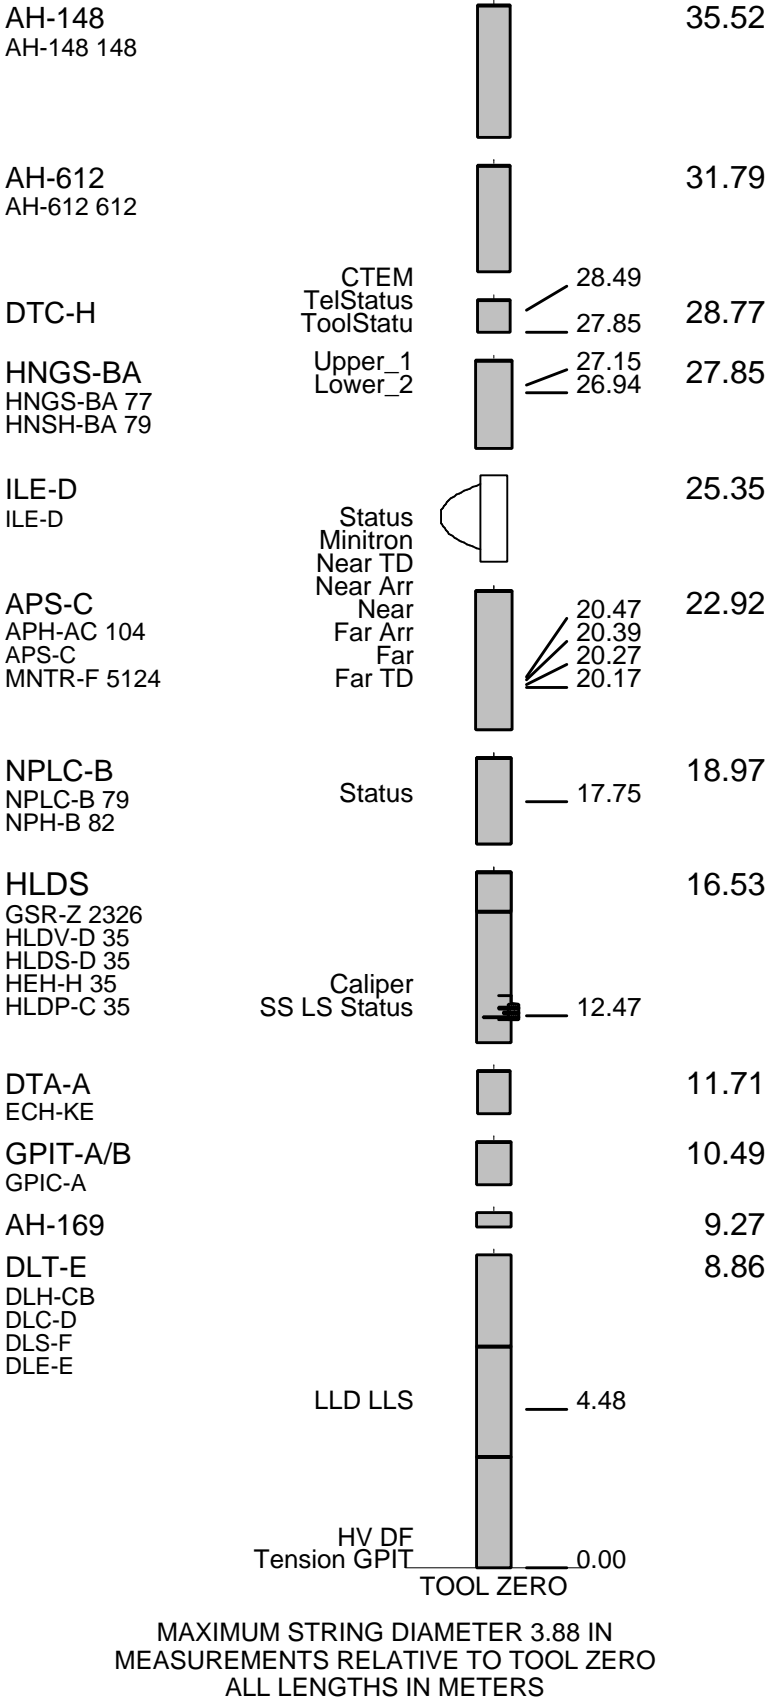 AH-148 35.52
AH-148 148
AH-612 31.79
AH-612 612
CTEM 28.49
TelStatus
DTC-H ToolStatu 27.85 28.77
Upper_1 27.15
HNGS-BA Lower_2 26.94 27.85
HNGS-BA 77
HNSH-BA 79
ILE-D 25.35
ILE-D Status
Minitron
Near TD
Near Arr
APS-C Near 20.47 22.92
APH-AC 104 Far Arr 20.39
APS-C Far 20.27
MNTR-F 5124 Far TD 20.17
NPLC-B 18.97
NPLC-B 79 Status 17.75
NPH-B 82
HLDS 16.53
GSR-Z 2326
HLDV-D 35
HLDS-D 35
HEH-H 35 Caliper
HLDP-C 35 SS LS Status 12.47
DTA-A 11.71
ECH-KE
GPIT-A/B 10.49
GPIC-A
AH-169 9.27
DLT-E 8.86
DLH-CB
DLC-D
DLS-F
DLE-E
LLD LLS 4.48
HV DF
Tension GPIT 0.00
TOOL ZERO
MAXIMUM STRING DIAMETER 3.88 IN
MEASUREMENTS RELATIVE TO TOOL ZERO
ALL LENGTHS IN METERS